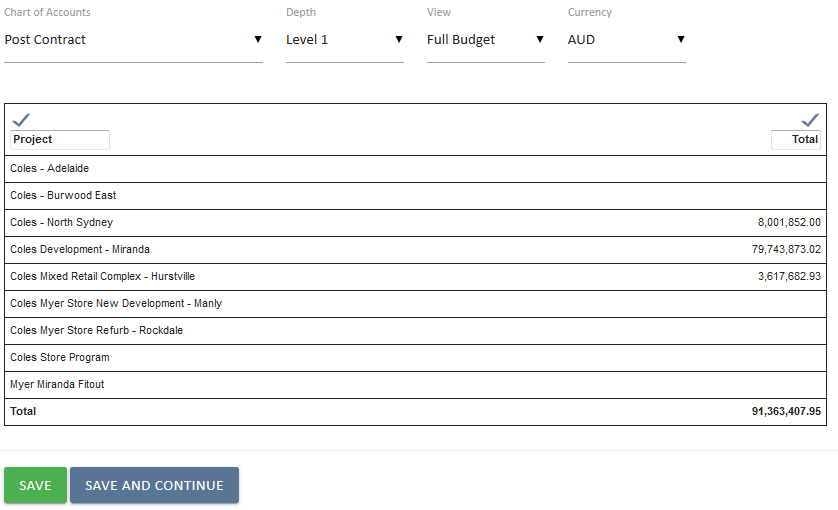 Chart of Accounts Depth View Currency
Post Contract ▼ Level 1 ▼ Full Budget ▼ AUD ▼
Project Total
Coles - Adelaide
Coles - Burwood East
Coles - North Sydney 8,001,852.00
Coles Development - Miranda 79,743,873.02
Coles Mixed Retail Complex - Hurstville 3,617,682.93
Coles Myer Store New Development - Manly
Coles Myer Store Refurb - Rockdale
Coles Store Program
Myer Miranda Fitout
Total 91,363,407.95
SAVE SAVE AND CONTINUE